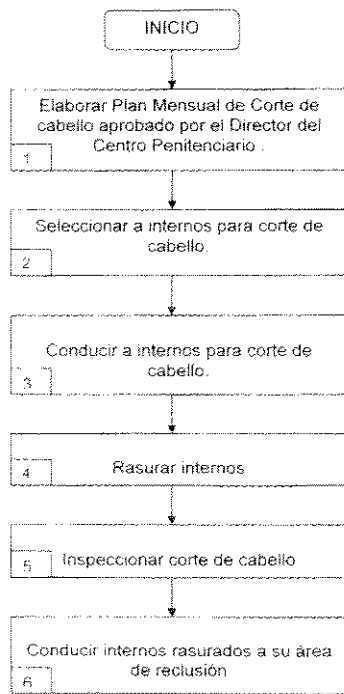 INICIO
Elaborar Plan Mensual de Corte de
cabello aprobado por el Director del
Centro Penitenciario .
1
Seleccionar a internos para corte de
cabello.
2
Conducir a internos para corte de
cabello.
3
Rasurar internos
4
Inspeccionar corte de cabello
5
Conducir internos rasurados a su área
de reclusión
6